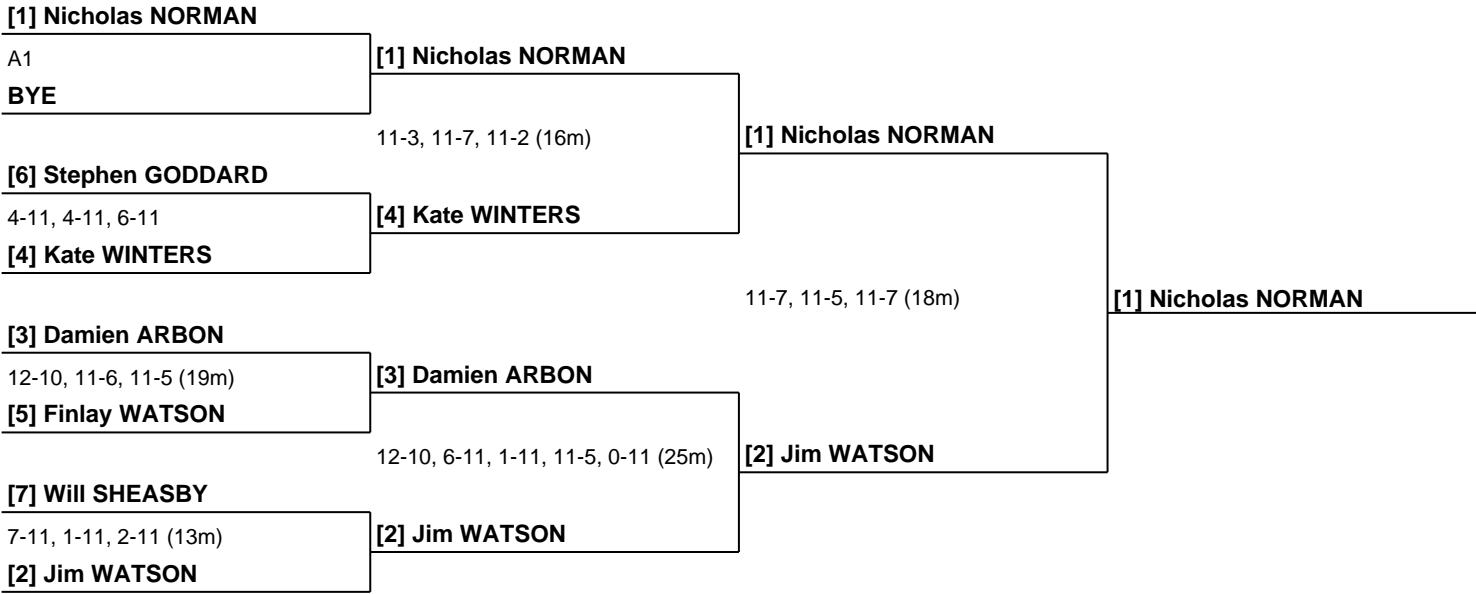 [1] Nicholas NORMAN
A1
BYE
[6] Stephen GODDARD
4-11, 4-11, 6-11
[4] Kate WINTERS
[3] Damien ARBON
12-10, 11-6, 11-5 (19m)
[5] Finlay WATSON
[7] Will SHEASBY
7-11, 1-11, 2-11 (13m)
[2] Jim WATSON
[1] Nicholas NORMAN
11-3, 11-7, 11-2 (16m)
[4] Kate WINTERS
[3] Damien ARBON
12-10, 6-11, 1-11, 11-5, 0-11 (25m)
[2] Jim WATSON
[1] Nicholas NORMAN
11-7, 11-5, 11-7 (18m)
[2] Jim WATSON
[1] Nicholas NORMAN